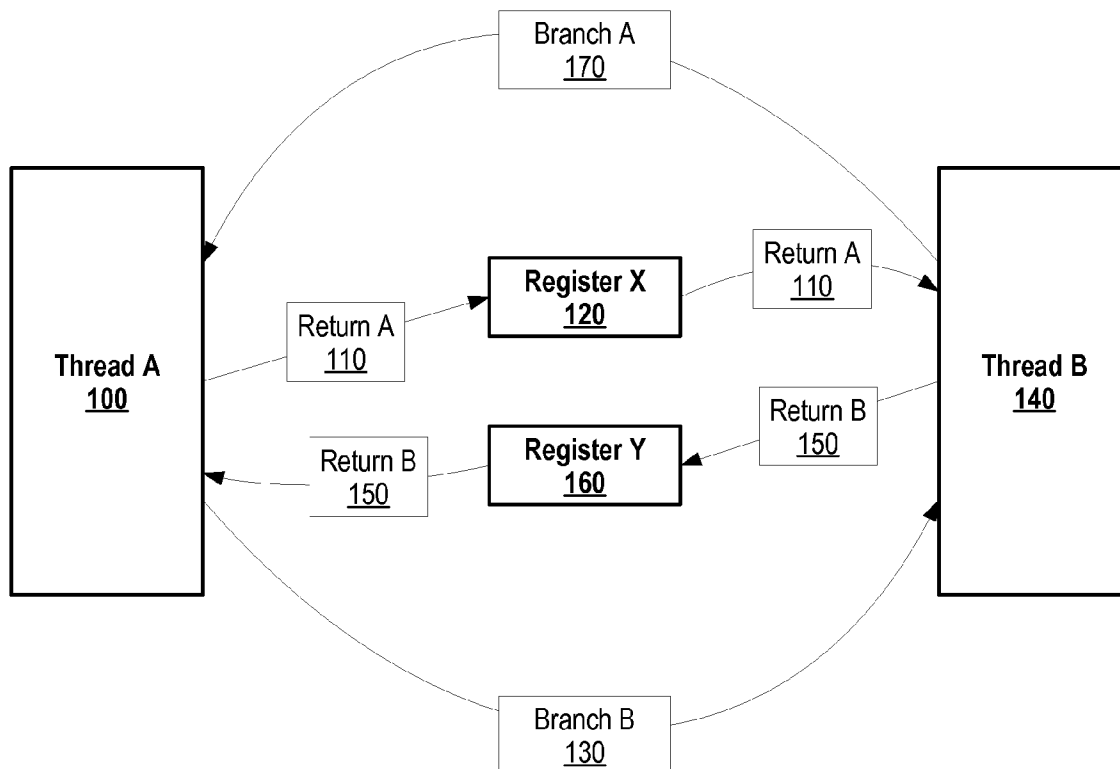 Branch A
170
Return A
110
Register X
120
Return A
110
Thread A
100
Thread B
140
Return B
150
Register Y
160
Return B
150
Branch B
130